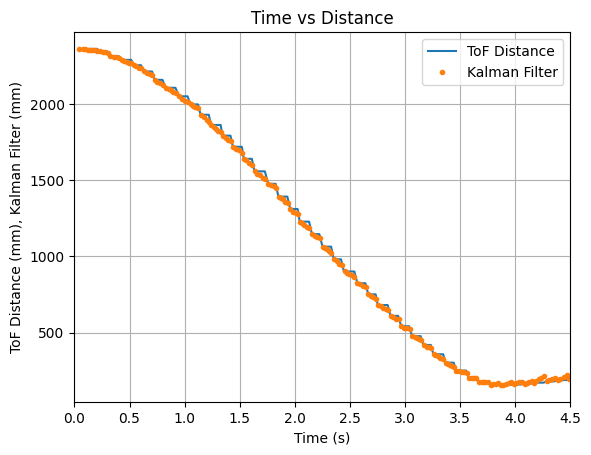 Time vs Distance
ToF Distance
Kalman Filter
ToF Distance (mm), Kalman Filter (mm)
2000
1500
1000
500
0.0 0.5 1.0 1.5 2.0 2.5 3.0 3.5 4.0 4.5
Time (s)